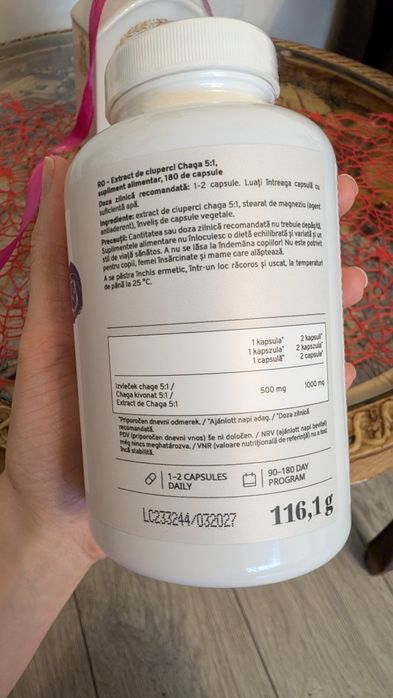 RO - Extract de ciuperci Chaga 5:1,
supliment alimentar, 180 de capsule
Doza zilnică recomandată: 1-2 capsule. Luați întreaga capsulă cu
suficientă apă.
Ingrediente: extract de ciuperci chaga 5:1, stearat de magneziu (agent
antiaderent), înveliș de capsule vegetale.
Precauții: Cantitatea sau doza zilnică recomandată nu trebuie depășită.
Suplimentele alimentare nu înlocuiesc o dietă echilibrată și variată și un
stil de viață sănătos. A nu se lăsa la îndemâna copiilor! Nu este potrivit
pentru copii, femei însărcinate și mame care alăptează.
A se păstra închis ermetic, într-un loc răcoros și uscat, la temperaturi
de până la 25 °C.
1 kapsula* 2 kapsuli*
1 kapszula* 2 kapszula*
1 capsulă* 2 capsule*
Izvleček chage 5:1 /
Chaga kivonat 5:1 / 500 mg 1000 mg
Extract de Chaga 5:1
*Priporočen dnevni odmerek. / *Ajánlott napi adag. / *Doza zilnică
recomandată.
PDV (priporočen dnevni vnos) še ni določen. / NRV (ajánlott napi bevitel)
még nincs meghatározva. / VNR (valoare nutrițională de referință) nu a fost
încă stabilită.
1-2 CAPSULES
DAILY
90-180 DAY
PROGRAM
LC233244/032027
116,1 g